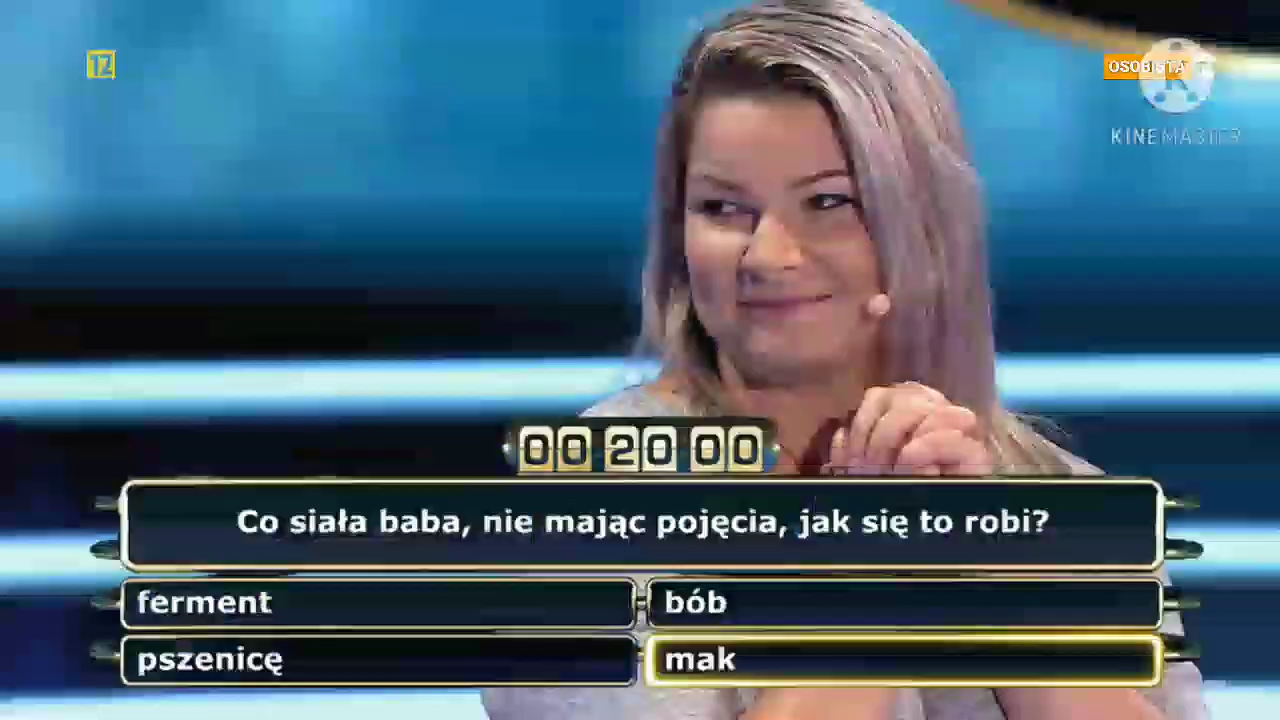 12
OSOBISTA
KINEMASTER
00 20 00
Co siała baba, nie mając pojęcia, jak się to robi?
ferment
bób
pszenicę
mak